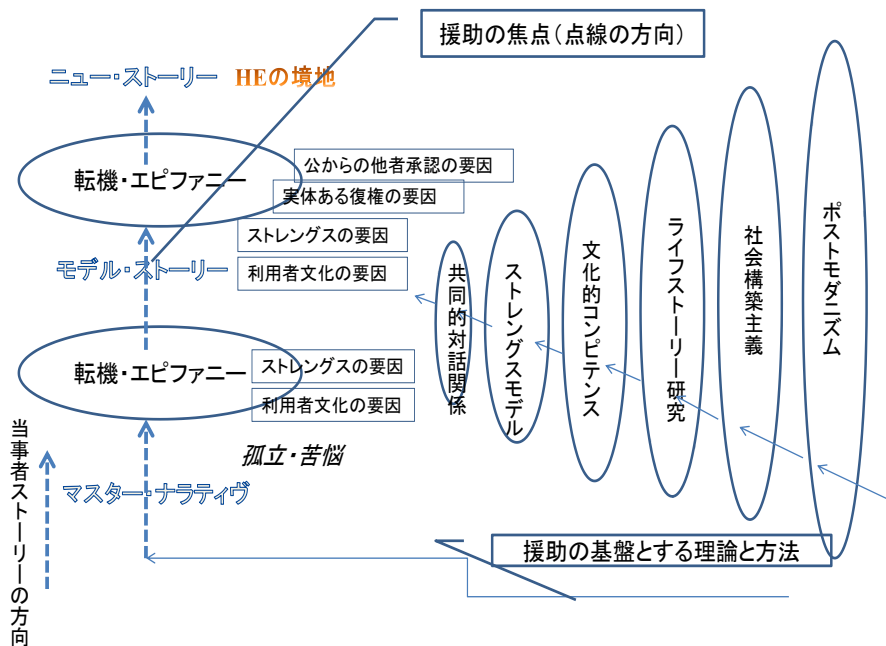 援助の焦点(点線の方向)
ニュー・ストーリー HEの境地
転機・エピファニー
公からの他者承認の要因
実体ある復権の要因
ストレングスの要因
モデル・ストーリー
利用者文化の要因
転機・エピファニー
ストレングスの要因
利用者文化の要因
孤立・苦悩
マスター・ナラティヴ
当事者ストーリーの方向
共同的対話関係
ストレングスモデル
文化的コンピテンス
ライフストーリー研究
社会構築主義
ポストモダニズム
援助の基盤とする理論と方法